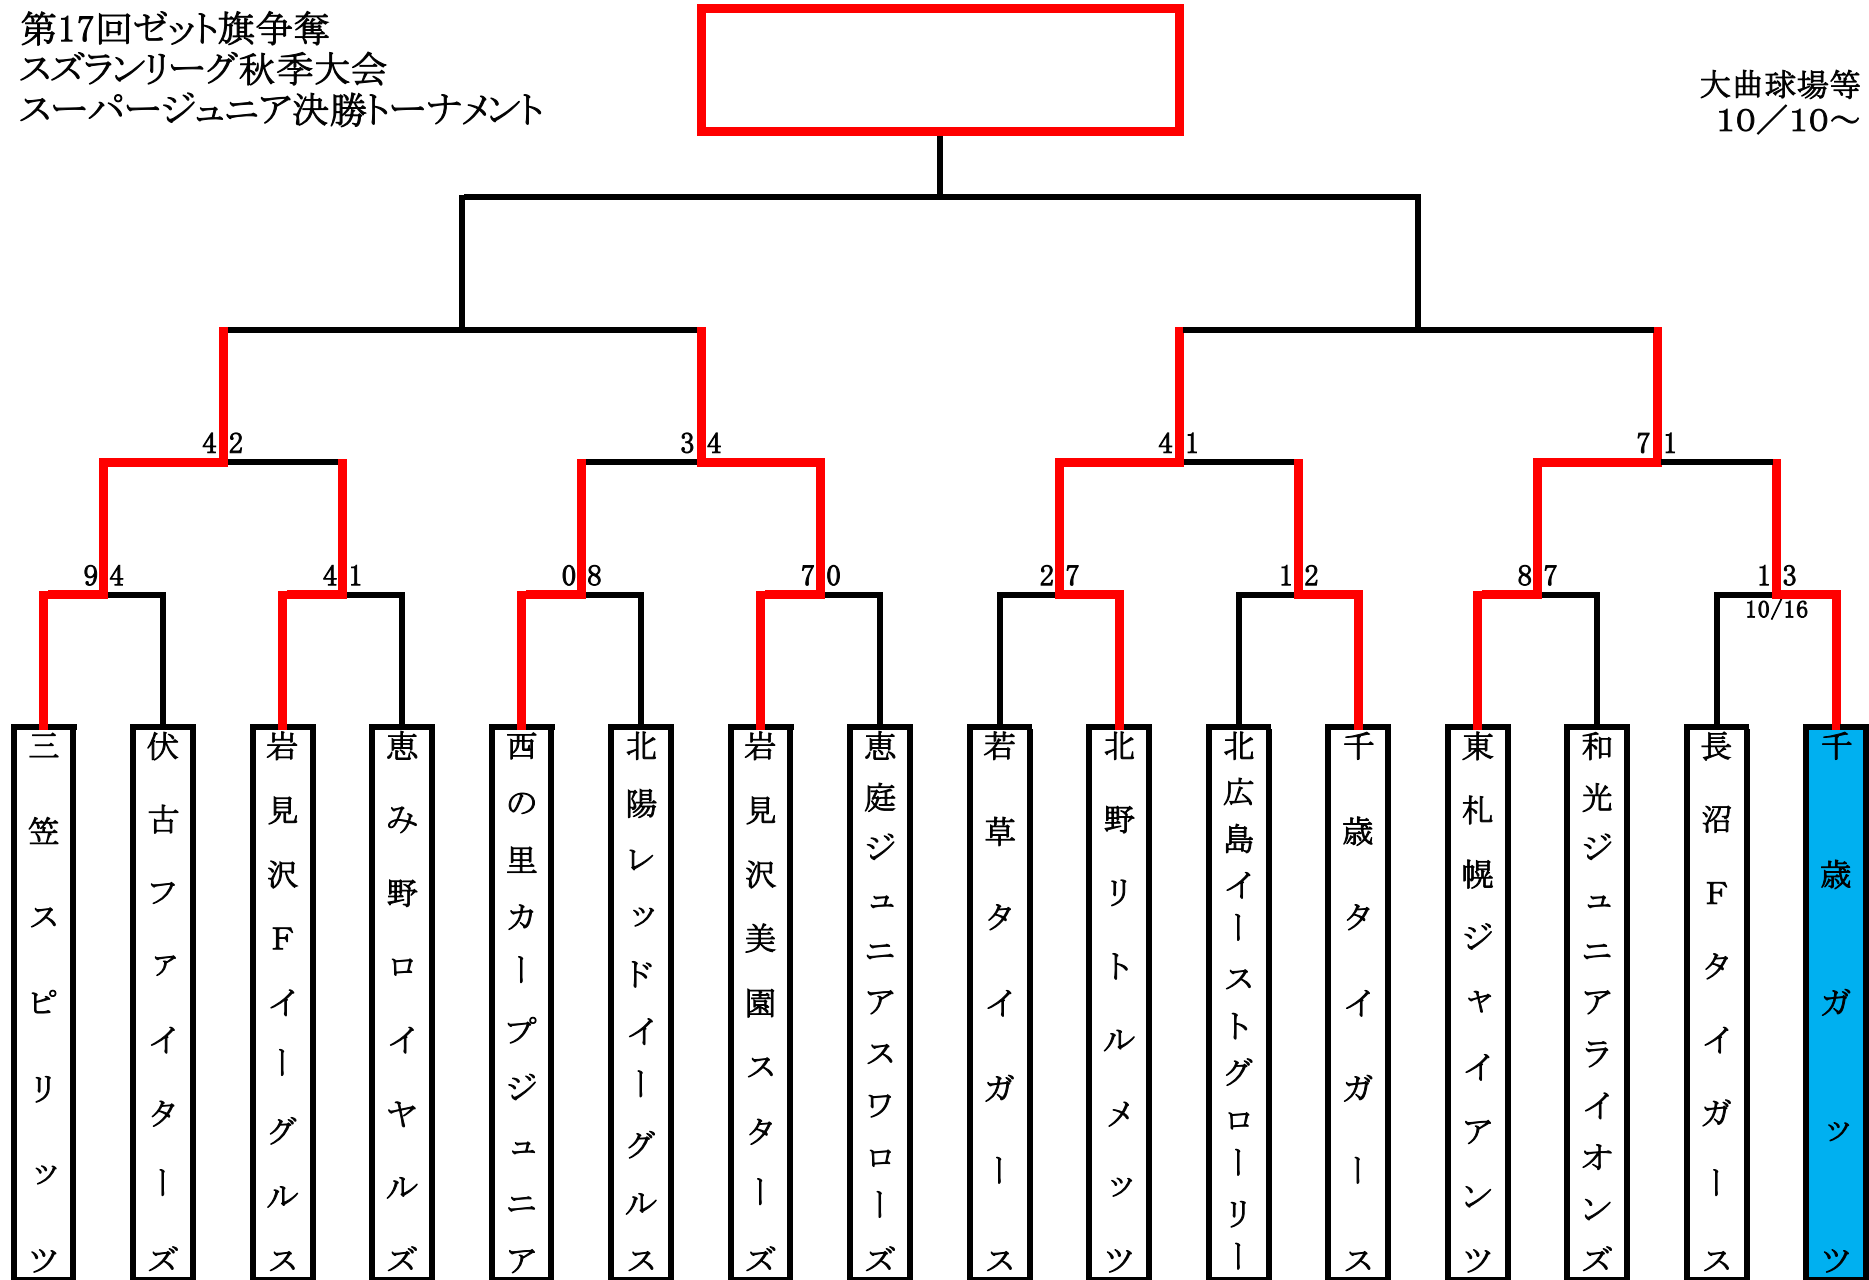 第17回ゼット旗争奪
スズランリーグ秋季大会
スーパージュニア決勝トーナメント
大曲球場等
10／10～
4 2
3 4
4 1
7 1
9 4
4 1
0 8
7 0
2 7
1 2
8 7
1 3
10/16
三笠スピリッツ
伏古ファイターズ
岩見沢Fイーグルス
恵み野ロイヤルズ
西の里カープジュニア
北陽レッドイーグルス
岩見沢美園スターズ
恵庭ジュニアスワローズ
若草タイガース
北野リトルメッツ
北広島イーストグローリー
千歳タイガース
東札幌ジャイアンツ
和光ジュニアライオンズ
長沼Fタイガース
千歳ガッツ